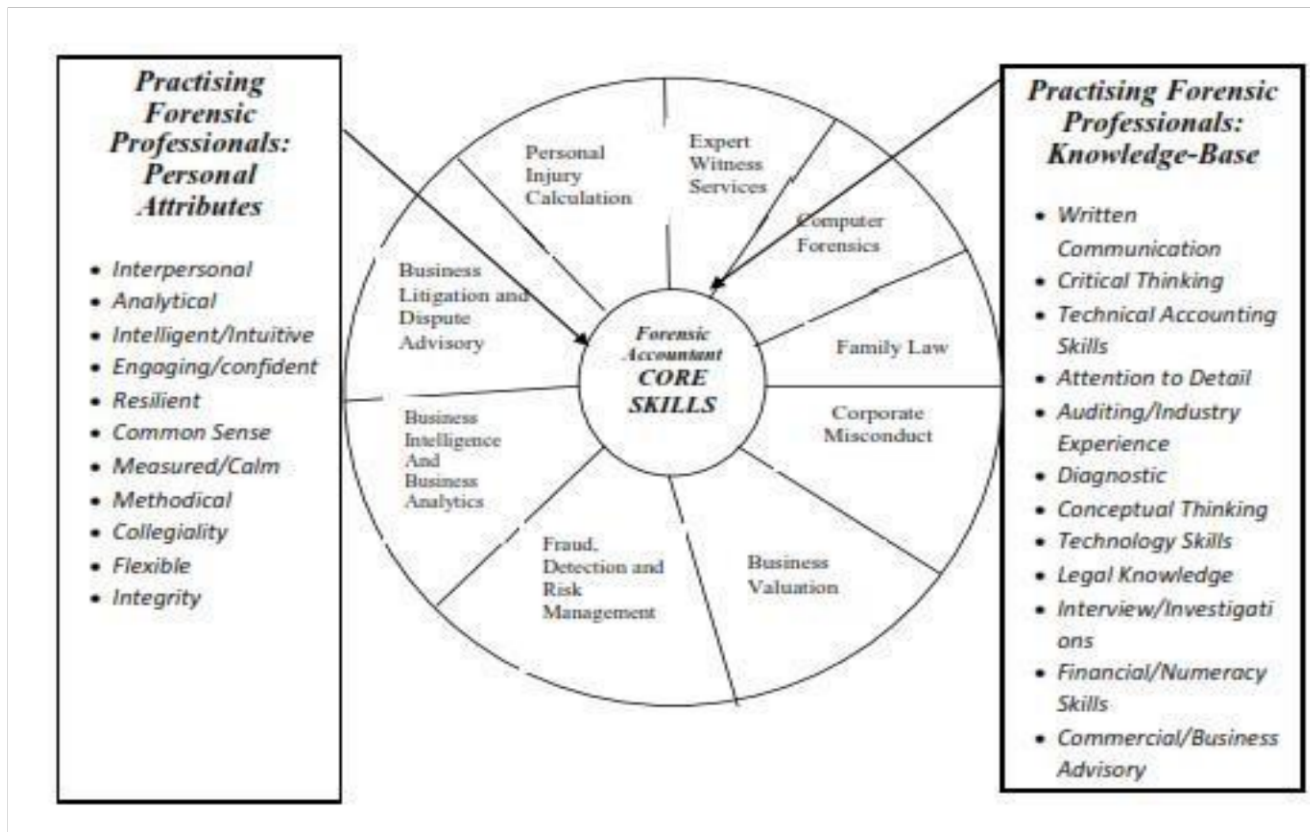 Practising
Forensic
Professionals:
Personal
Attributes
• Interpersonal
• Analytical
• Intelligent/Intuitive
• Engaging/confident
• Resilient
• Common Sense
• Measured/Calm
• Methodical
• Collegiality
• Flexible
• Integrity
Personal
Injury
Calculation
Expert
Witness
Services
Computer
Forensics
Family Law
Corporate
Misconduct
Business
Valuation
Fraud,
Detection and
Risk
Management
Business
Intelligence
And
Business
Analytics
Business
Litigation and
Dispute
Advisory
Forensic
Accountant
CORE
SKILLS
Practising Forensic
Professionals:
Knowledge-Base
• Written
Communication
• Critical Thinking
• Technical Accounting
Skills
• Attention to Detail
• Auditing/Industry
Experience
• Diagnostic
• Conceptual Thinking
• Technology Skills
• Legal Knowledge
• Interview/Investigati
ons
• Financial/Numeracy
Skills
• Commercial/Business
Advisory